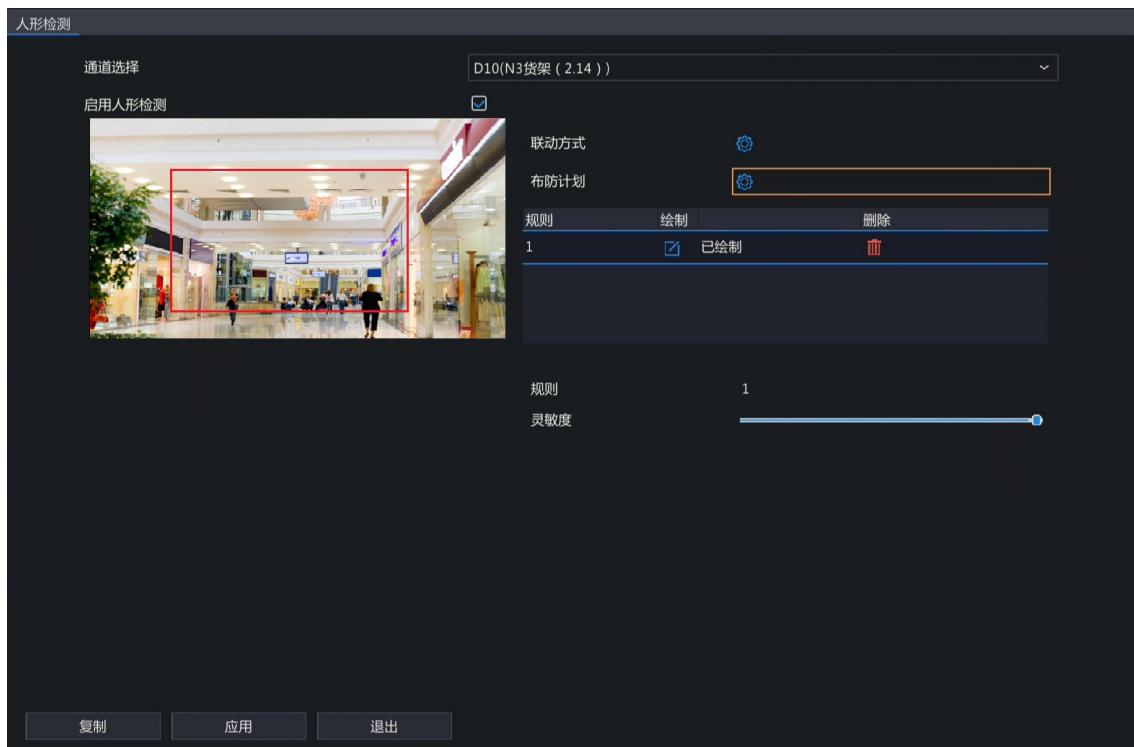 人形检测
通道选择
D10(N3货架（2.14））
启用人形检测
联动方式
布防计划
规则 绘制 删除
1 已绘制
规则 1
灵敏度
复制 应用 退出